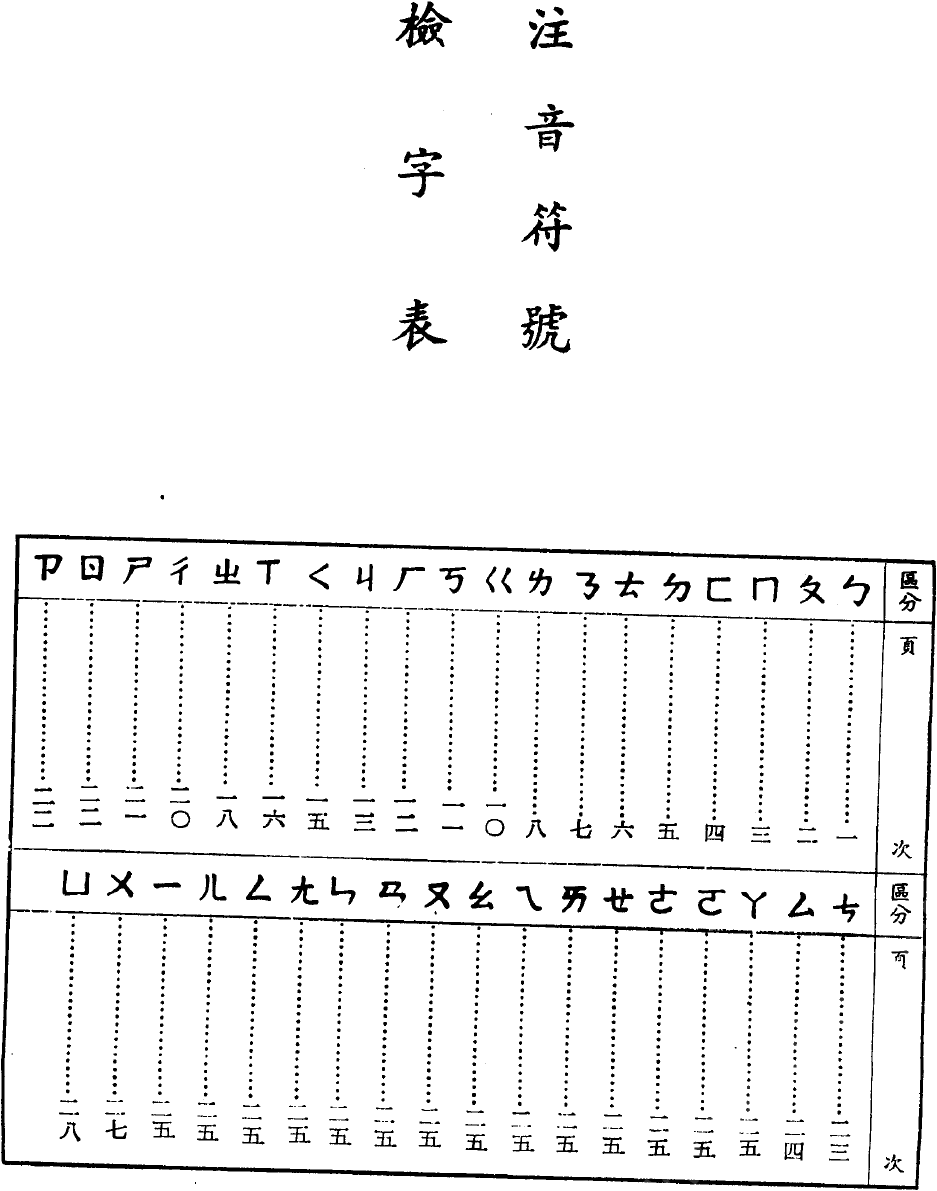 注音符號
檢字表
區分 頁次
ㄅ 一
ㄆ 二
ㄇ 三
ㄈ 四
ㄉ 五
ㄊ 六
ㄋ 七
ㄌ 八
ㄍ 一〇
ㄎ 一一
ㄏ 一二
ㄐ 一三
ㄑ 一五
ㄒ 一六
ㄓ 一八
ㄔ 二〇
ㄕ 二一
ㄖ 二二
ㄗ 二二
區分 頁次
ㄘ 二三
ㄙ 二四
ㄚ 二五
ㄛ 二五
ㄜ 二五
ㄝ 二五
ㄞ 二五
ㄟ 二五
ㄠ 二五
ㄡ 二五
ㄢ 二五
ㄣ 二五
ㄤ 二五
ㄥ 二五
ㄦ 二五
ㄧ 二五
ㄨ 二七
ㄩ 二八